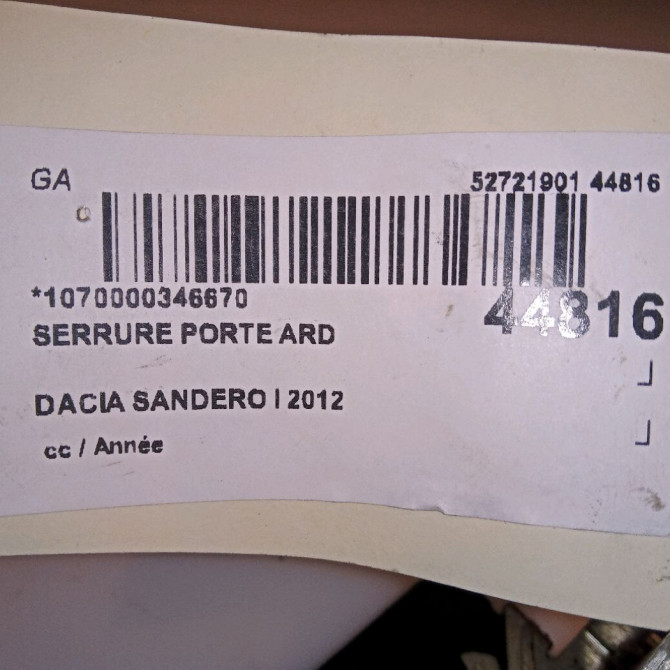 GA
52721901 44816
*1070000346670
44816
SERRURE PORTE ARD
DACIA SANDERO I 2012
cc / Année